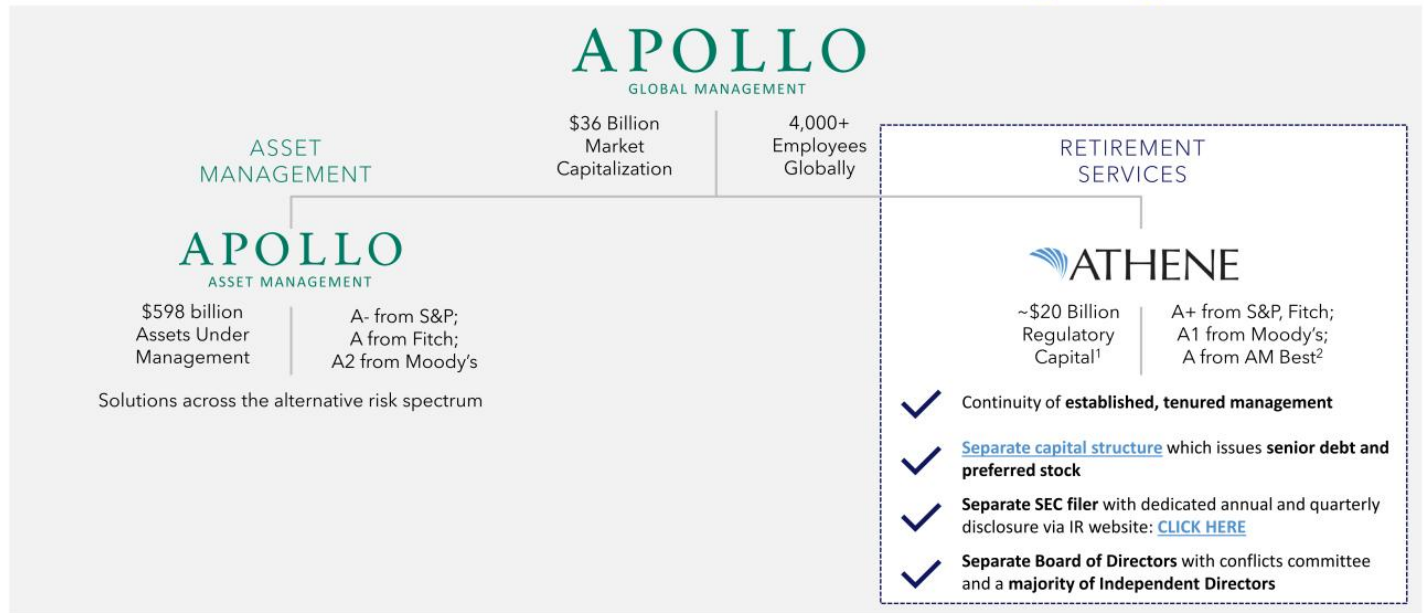 APOLLO
GLOBAL MANAGEMENT
$36 Billion
Market
Capitalization
4,000+
Employees
Globally
ASSET
MANAGEMENT
APOLLO
ASSET MANAGEMENT
$598 billion
Assets Under
Management
A- from S&P;
A from Fitch;
A2 from Moody's
Solutions across the alternative risk spectrum
RETIREMENT
SERVICES
ATHENE
~$20 Billion
Regulatory
Capital¹
A+ from S&P, Fitch;
A1 from Moody's;
A from AM Best²
Continuity of established, tenured management
Separate capital structure which issues senior debt and
preferred stock
Separate SEC filer with dedicated annual and quarterly
disclosure via IR website: CLICK HERE
Separate Board of Directors with conflicts committee
and a majority of Independent Directors